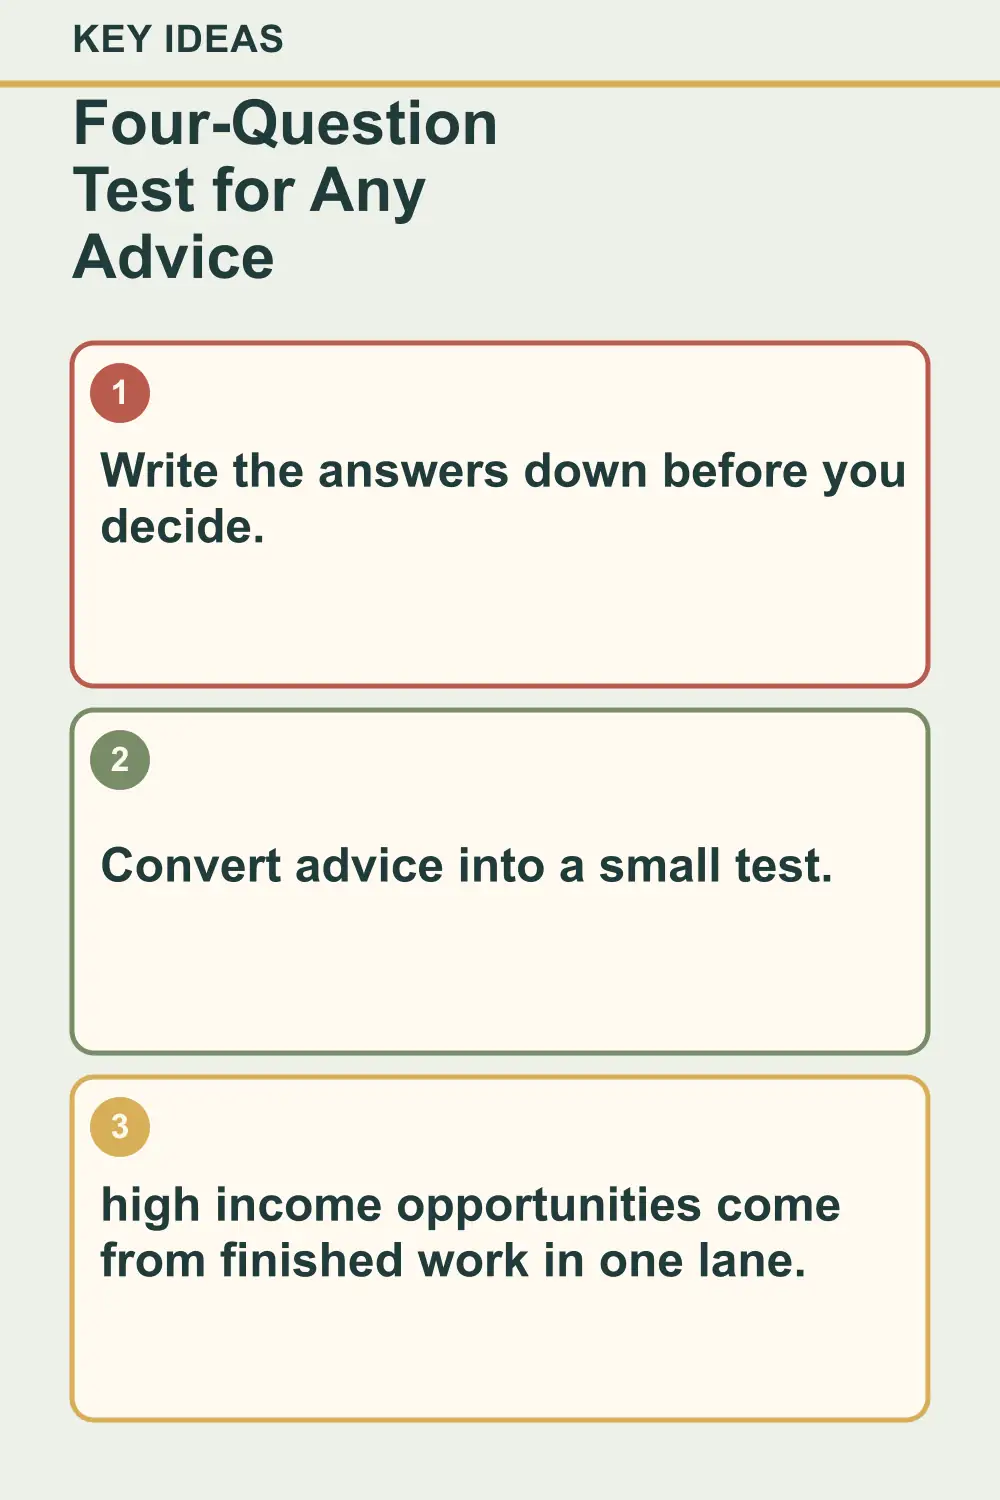 KEY IDEAS
Four-Question
Test for Any
Advice
1
Write the answers down before you
decide.
2
Convert advice into a small test.
3
high income opportunities come
from finished work in one lane.